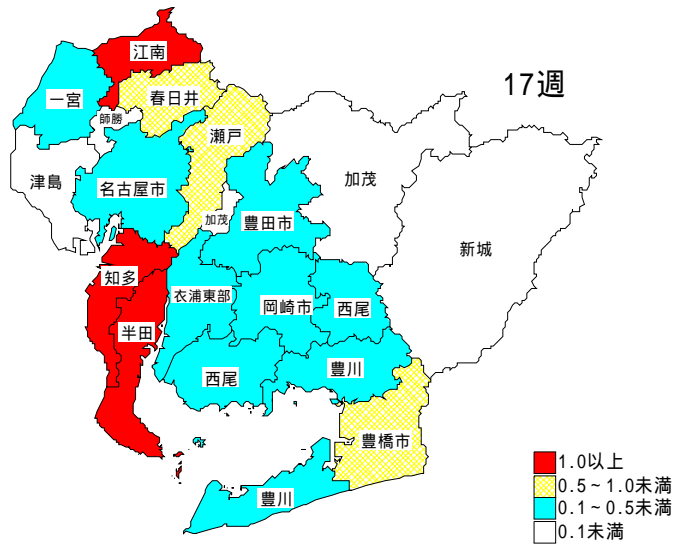 江南
17週
一宮
春日井
師勝
瀬戸
津島
名古屋市
加茂
加茂
豊田市
新城
知多
衣浦東部
岡崎市
西尾
半田
西尾
豊川
豊橋市
豊川
1.0以上
0.5~1.0未満
0.1~0.5未満
0.1未満